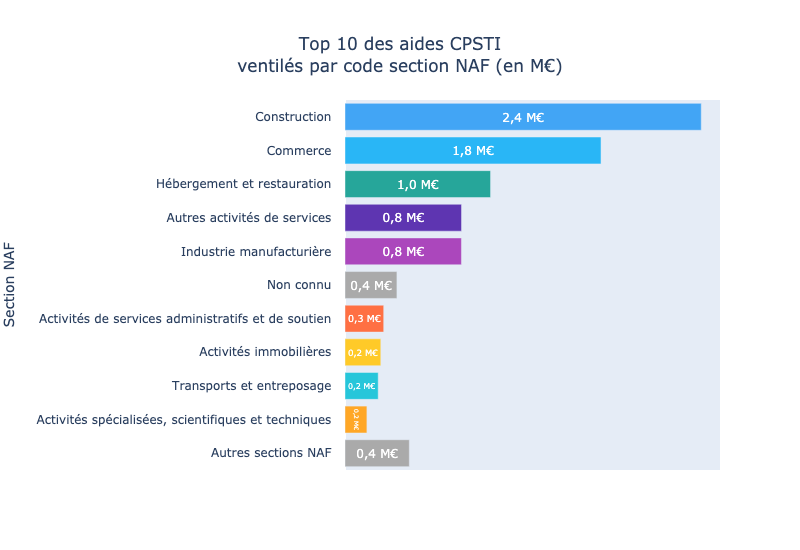 Top 10 des aides CPSTI
ventilés par code section NAF (en M€)
Section NAF
Construction
2,4 M€
Commerce
1,8 M€
Hébergement et restauration
1,0 M€
Autres activités de services
0,8 M€
Industrie manufacturière
0,8 M€
Non connu
0,4 M€
Activités de services administratifs et de soutien
0,3 M€
Activités immobilières
0,2 M€
Transports et entreposage
0,2 M€
Activités spécialisées, scientifiques et techniques
0,2 M€
Autres sections NAF
0,4 M€